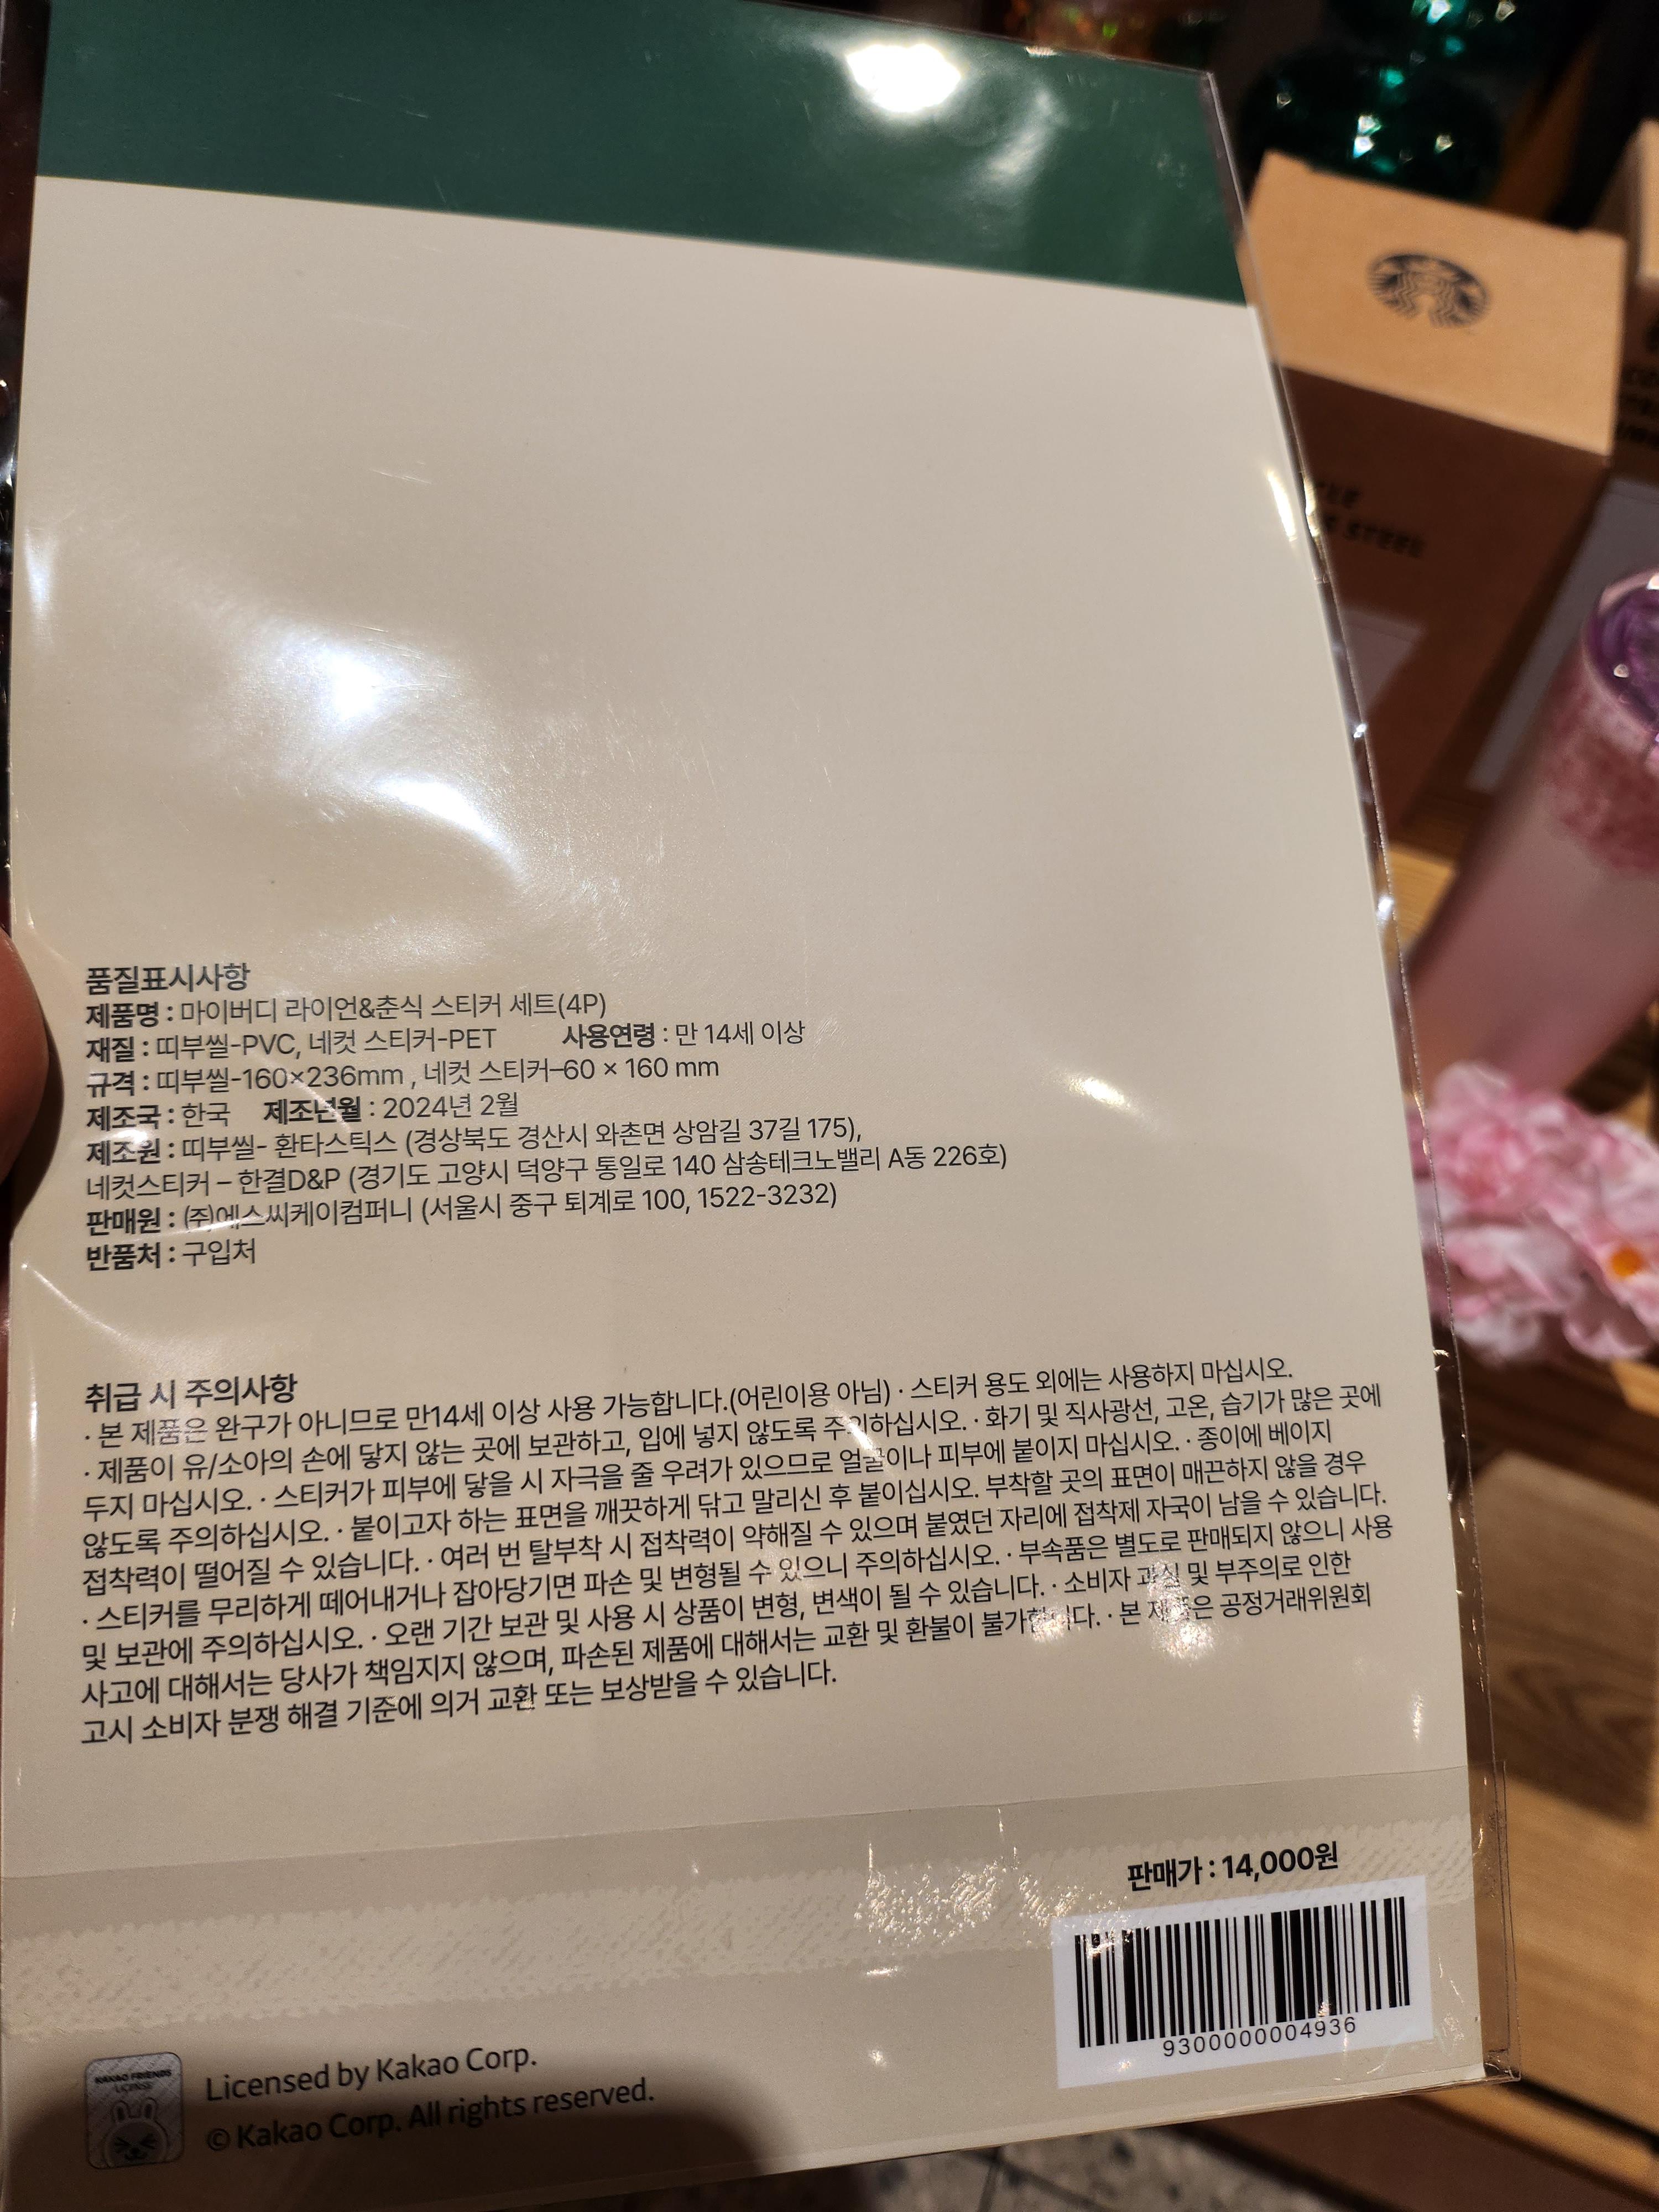 품질표시사항
제품명 : 마이버디 라이언&춘식 스티커 세트(4P)
재질 : 띠부씰-PVC, 네컷 스티커-PET 사용연령 : 만 14세 이상
규격 : 띠부씰-160×236mm , 네컷 스티커–60 × 160 mm
제조국 : 한국 제조년월 : 2024년 2월
제조원 : 띠부씰- 환타스틱스 (경상북도 경산시 와촌면 상암길 37길 175),
네컷스티커 – 한결D&P (경기도 고양시 덕양구 통일로 140 삼송테크노밸리 A동 226호)
판매원 : ㈜에스씨케이컴퍼니 (서울시 중구 퇴계로 100, 1522-3232)
반품처 : 구입처
취급 시 주의사항
· 본 제품은 완구가 아니므로 만14세 이상 사용 가능합니다.(어린이용 아님) · 스티커 용도 외에는 사용하지 마십시오.
· 제품이 유/소아의 손에 닿지 않는 곳에 보관하고, 입에 넣지 않도록 주의하십시오. · 화기 및 직사광선, 고온, 습기가 많은 곳에
두지 마십시오. · 스티커가 피부에 닿을 시 자극을 줄 우려가 있으므로 얼굴이나 피부에 붙이지 마십시오. · 종이에 베이지
않도록 주의하십시오. · 붙이고자 하는 표면을 깨끗하게 닦고 말리신 후 붙이십시오. 부착할 곳의 표면이 매끈하지 않을 경우
접착력이 떨어질 수 있습니다. · 여러 번 탈부착 시 접착력이 약해질 수 있으며 붙였던 자리에 접착제 자국이 남을 수 있습니다.
· 스티커를 무리하게 떼어내거나 잡아당기면 파손 및 변형될 수 있으니 주의하십시오. · 부속품은 별도로 판매되지 않으니 사용
및 보관에 주의하십시오. · 오랜 기간 보관 및 사용 시 상품이 변형, 변색이 될 수 있습니다. · 소비자 과실 및 부주의로 인한
사고에 대해서는 당사가 책임지지 않으며, 파손된 제품에 대해서는 교환 및 환불이 불가합니다. · 본 제품은 공정거래위원회
고시 소비자 분쟁 해결 기준에 의거 교환 또는 보상받을 수 있습니다.
판매가 : 14,000원
9300000004936
KAKAO FRIENDS
LICENSE
Licensed by Kakao Corp.
© Kakao Corp. All rights reserved.
STEEL